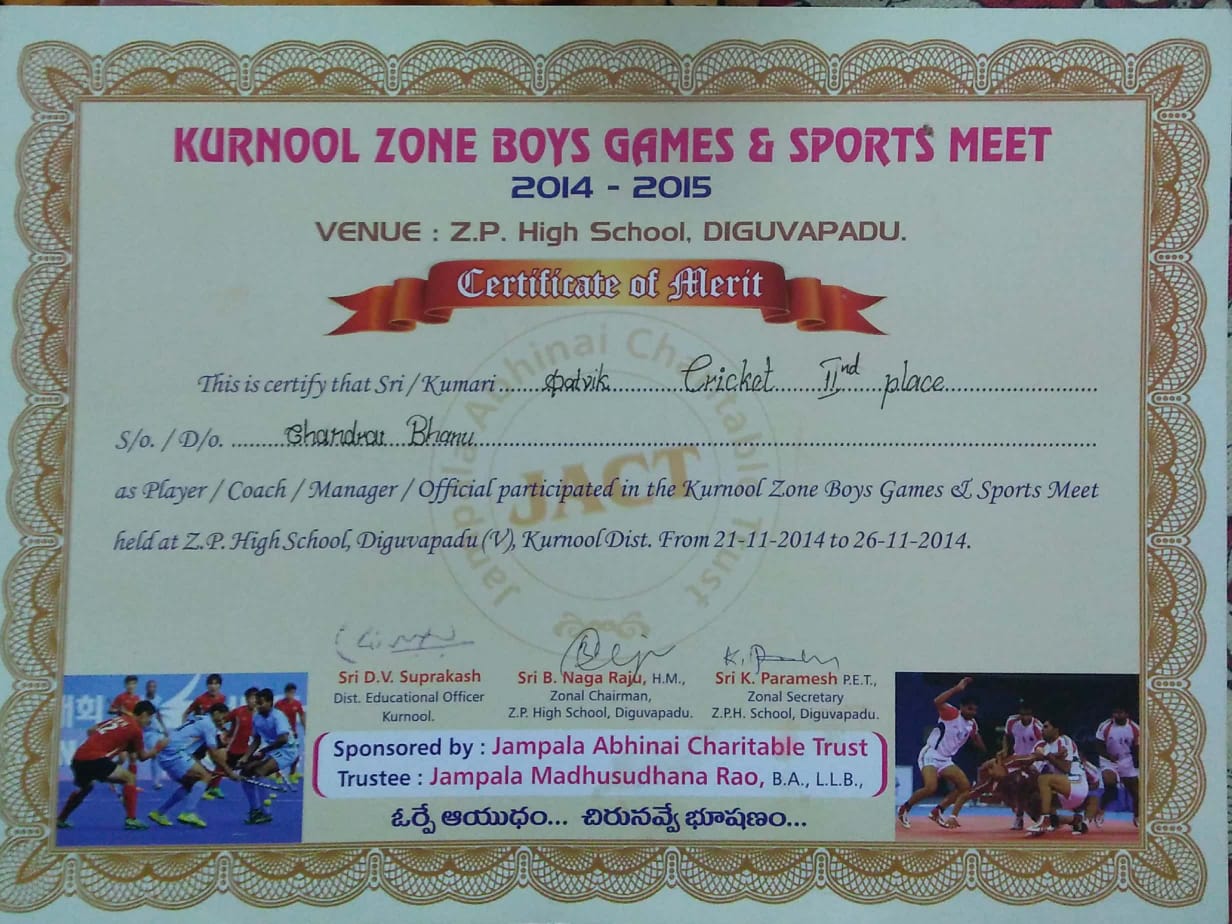 KURNOOL ZONE BOYS GAMES & SPORTS MEET
2014 - 2015
VENUE : Z.P. High School, DIGUVAPADU.
Certificate of Merit
This is certify that Sri / Kumari ..... Satvik ..... Cricket ..... IInd place .....
S/o. / D/o. ..... Chandra Bhanu .....
as Player / Coach / Manager / Official participated in the Kurnool Zone Boys Games & Sports Meet
held at Z.P. High School, Diguvapadu (V), Kurnool Dist. From 21-11-2014 to 26-11-2014.
Jampala Abhinai Charitable Trust
JACT
Sri D.V. Suprakash
Dist. Educational Officer
Kurnool.
Sri B. Naga Raju, H.M.,
Zonal Chairman,
Z.P. High School, Diguvapadu.
Sri K. Paramesh P.E.T.,
Zonal Secretary
Z.P.H. School, Diguvapadu.
Sponsored by : Jampala Abhinai Charitable Trust
Trustee : Jampala Madhusudhana Rao, B.A., L.L.B.,
ఓర్పే ఆయుధం... చిరునవ్వే భూషణం...